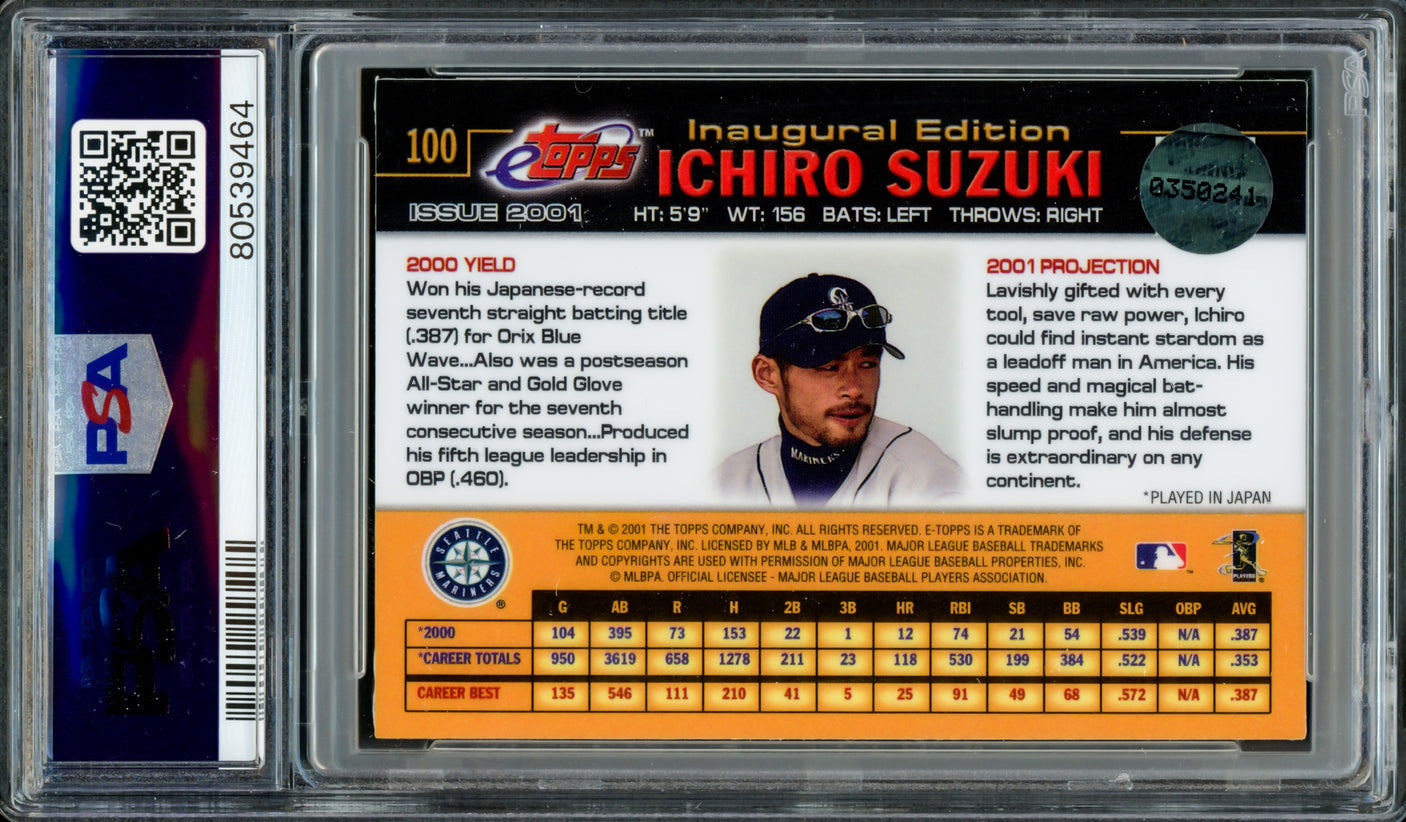 80539464
PSA
PSA
PSA
100
etopps™
Inaugural Edition
ICHIRO SUZUKI
ISSUE 2001
HT: 5'9" WT: 156 BATS: LEFT THROWS: RIGHT
2000 YIELD
Won his Japanese-record
seventh straight batting title
(.387) for Orix Blue
Wave...Also was a postseason
All-Star and Gold Glove
winner for the seventh
consecutive season...Produced
his fifth league leadership in
OBP (.460).
MARINERS
2001 PROJECTION
Lavishly gifted with every
tool, save raw power, Ichiro
could find instant stardom as
a leadoff man in America. His
speed and magical bat-
handling make him almost
slump proof, and his defense
is extraordinary on any
continent.
*PLAYED IN JAPAN
SEATTLE
MARINERS
®
TM & © 2001 THE TOPPS COMPANY, INC. ALL RIGHTS RESERVED. E-TOPPS IS A TRADEMARK OF
THE TOPPS COMPANY, INC. LICENSED BY MLB & MLBPA, 2001. MAJOR LEAGUE BASEBALL TRADEMARKS
AND COPYRIGHTS ARE USED WITH PERMISSION OF MAJOR LEAGUE BASEBALL PROPERTIES, INC.
© MLBPA. OFFICIAL LICENSEE - MAJOR LEAGUE BASEBALL PLAYERS ASSOCIATION.
PLAYERS
G AB R H 2B 3B HR RBI SB BB SLG OBP AVG
*2000 104 395 73 153 22 1 12 74 21 54 .539 N/A .387
*CAREER TOTALS 950 3619 658 1278 211 23 118 530 199 384 .522 N/A .353
CAREER BEST 135 546 111 210 41 5 25 91 49 68 .572 N/A .387